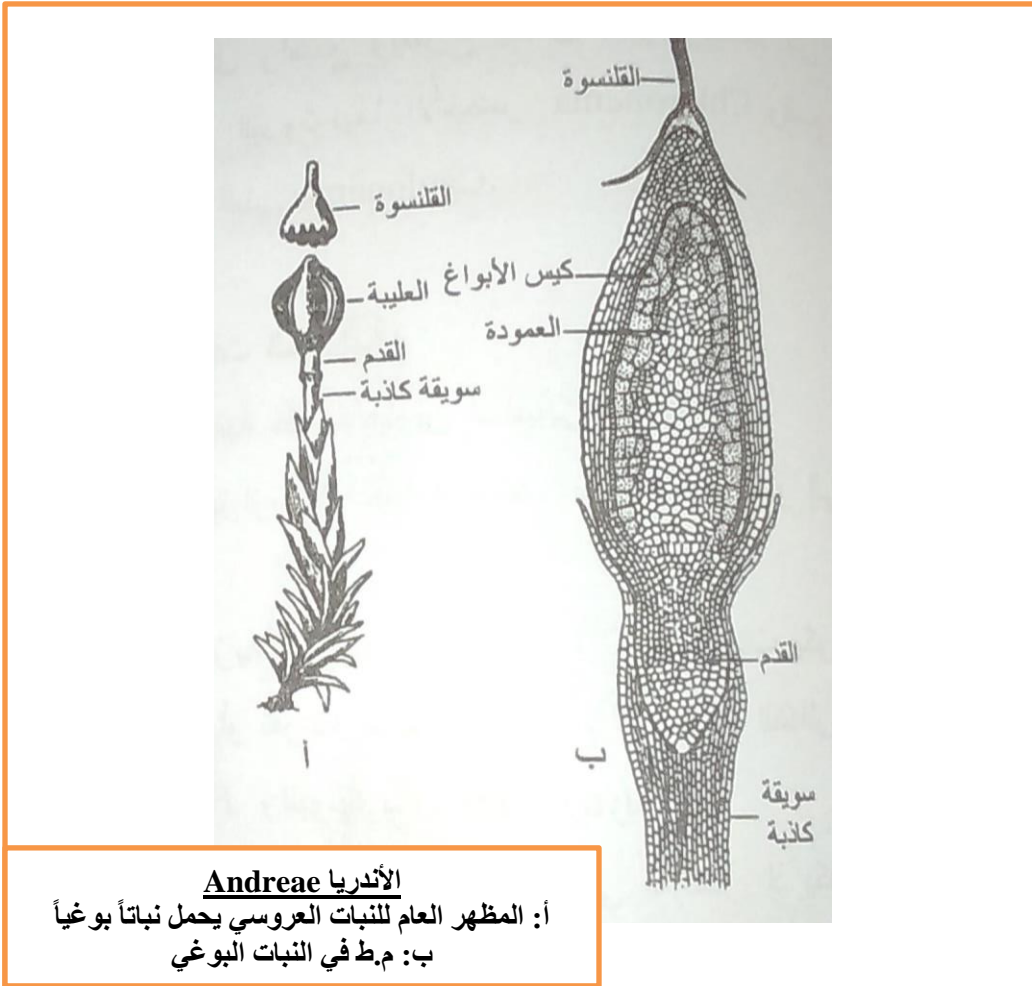 القلنسوة
القلنسوة
كيس الأبواغ
العليبة
العمودة
القدم
سويقة كاذبة
القدم
أ
ب
سويقة
كاذبة
الأندريا Andreae
أ: المظهر العام للنبات العروسي يحمل نباتاً بوغياً
ب: م.ط في النبات البوغي